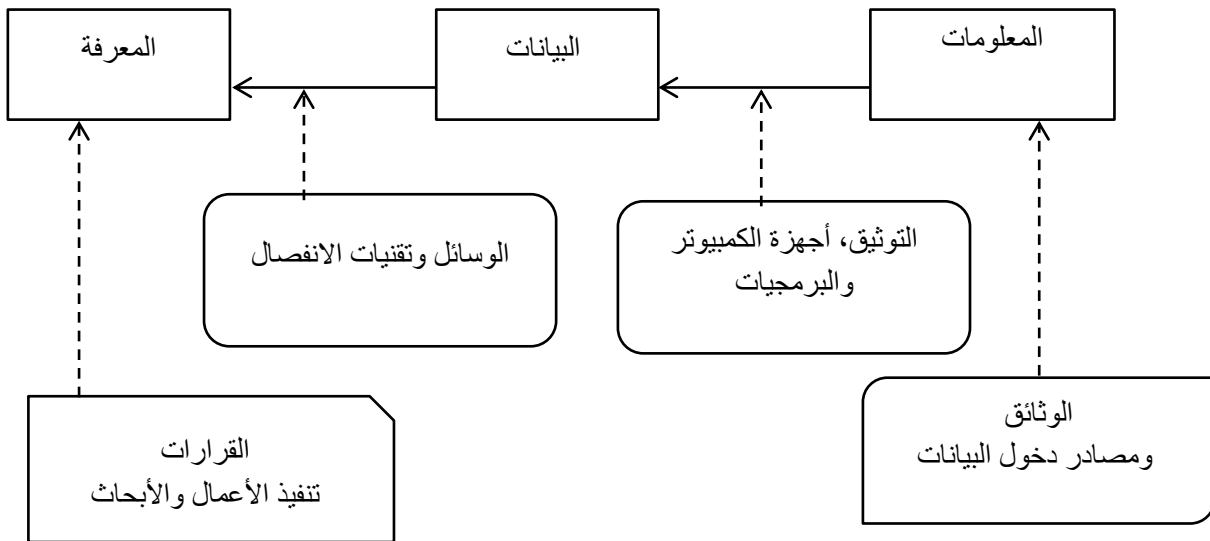 المعلومات
البيانات
المعرفة
التوثيق، أجهزة الكمبيوتر
والبرمجيات
الوسائل وتقنيات الانفصال
الوثائق
ومصادر دخول البيانات
القرارات
تنفيذ الأعمال والأبحاث